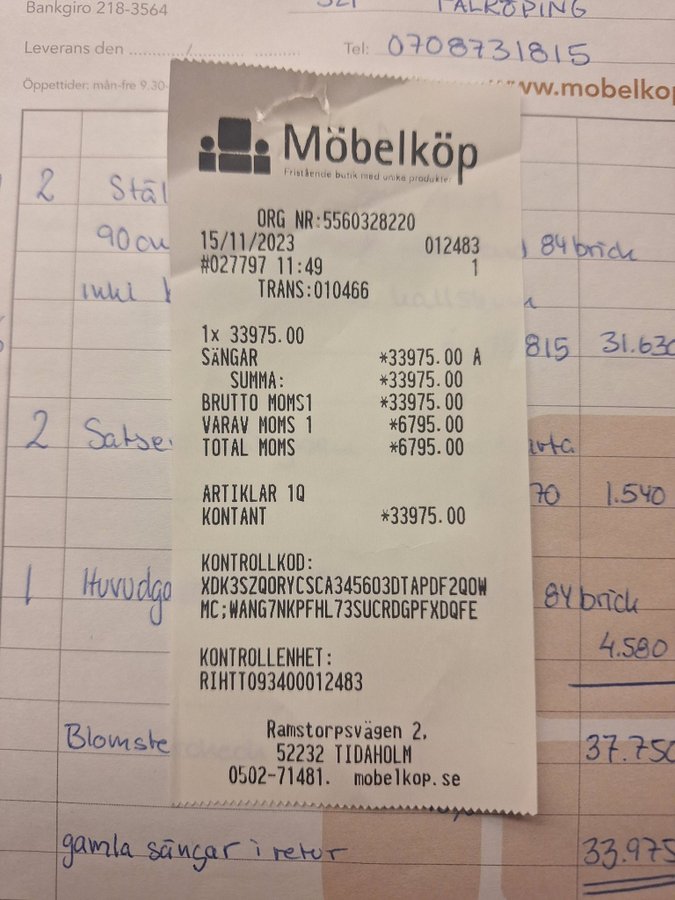 Bankgiro 218-3564
FALKÖPING
Leverans den
Tel: 0708731815
Öppettider: mån-fre 9.30-
www.mobelkop
Möbelköp
Fristående butik med unika produkter
ORG NR:5560328220
15/11/2023 012483
#027797 11:49 1
TRANS:010466
1x 33975.00
SÄNGAR *33975.00 A
SUMMA: *33975.00
BRUTTO MOMS1 *33975.00
VARAV MOMS 1 *6795.00
TOTAL MOMS *6795.00
ARTIKLAR 1Q
KONTANT *33975.00
KONTROLLKOD:
XDK3SZQORYCSCA345603DTAPDF2QOW
MC;WANG7NKPFHL73SUCRDGPFXDQFE
KONTROLLENHET:
RIHTT093400012483
Ramstorpsvägen 2,
52232 TIDAHOLM
0502-71481. mobelkop.se
2 Stäl
90cm 84 brick
inkl
815 31.630
2 Satse
70 1.540
1 Huvudga 84 brick
4.580
Blomste 37.750
gamla sängar i retur 33.975